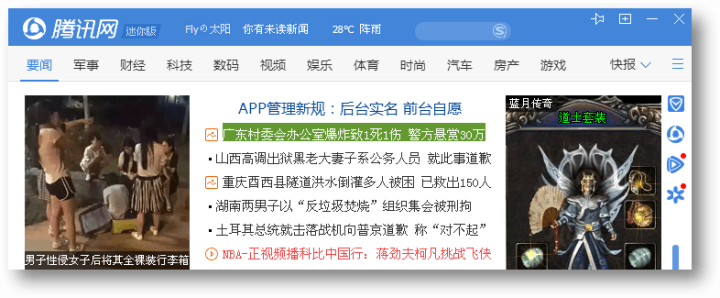 腾讯网 迷你版 Fly の 太阳 你有未读新闻 28℃ 阵雨
要闻 军事 财经 科技 数码 视频 娱乐 体育 时尚 汽车 房产 游戏 快报
APP管理新规：后台实名 前台自愿
广东村委会办公室爆炸致1死1伤 警方悬赏30万
山西高调出狱黑老大妻子系公务人员 就此事道歉
重庆酉西县隧道洪水倒灌多人被困 已救出150人
湖南两男子以“反垃圾焚烧”组织集会被刑拘
土耳其总统就击落战机向普京道歉 称“对不起”
NBA-正视频播科比中国行：蒋劲夫柯凡挑战飞侠
男子性侵女子后将其全裸装行李箱
蓝月传奇
道士套装